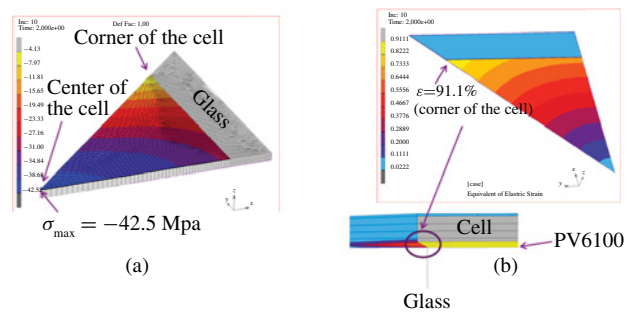 Inc: 10
Time: 2,000e+00
Def Fac: 1,00
Corner of the cell
−4.13
−7.97
−11.81
−15.65
−19.49
−23.33
−27.16
−31.00
−34.84
−38.68
−42.52
Center of
the cell
Glass
x
y
z
σmax = −42.5 Mpa
(a)
Inc: 10
Time: 2,000e+00
0.9111
0.8222
0.7333
0.6444
0.5556
0.4667
0.3776
0.2889
0.2000
0.1111
0.0222
ε=91.1%
(corner of the cell)
[case]
Equivalent of Elastric Strain
x
y
z
Cell
PV6100
(b)
Glass